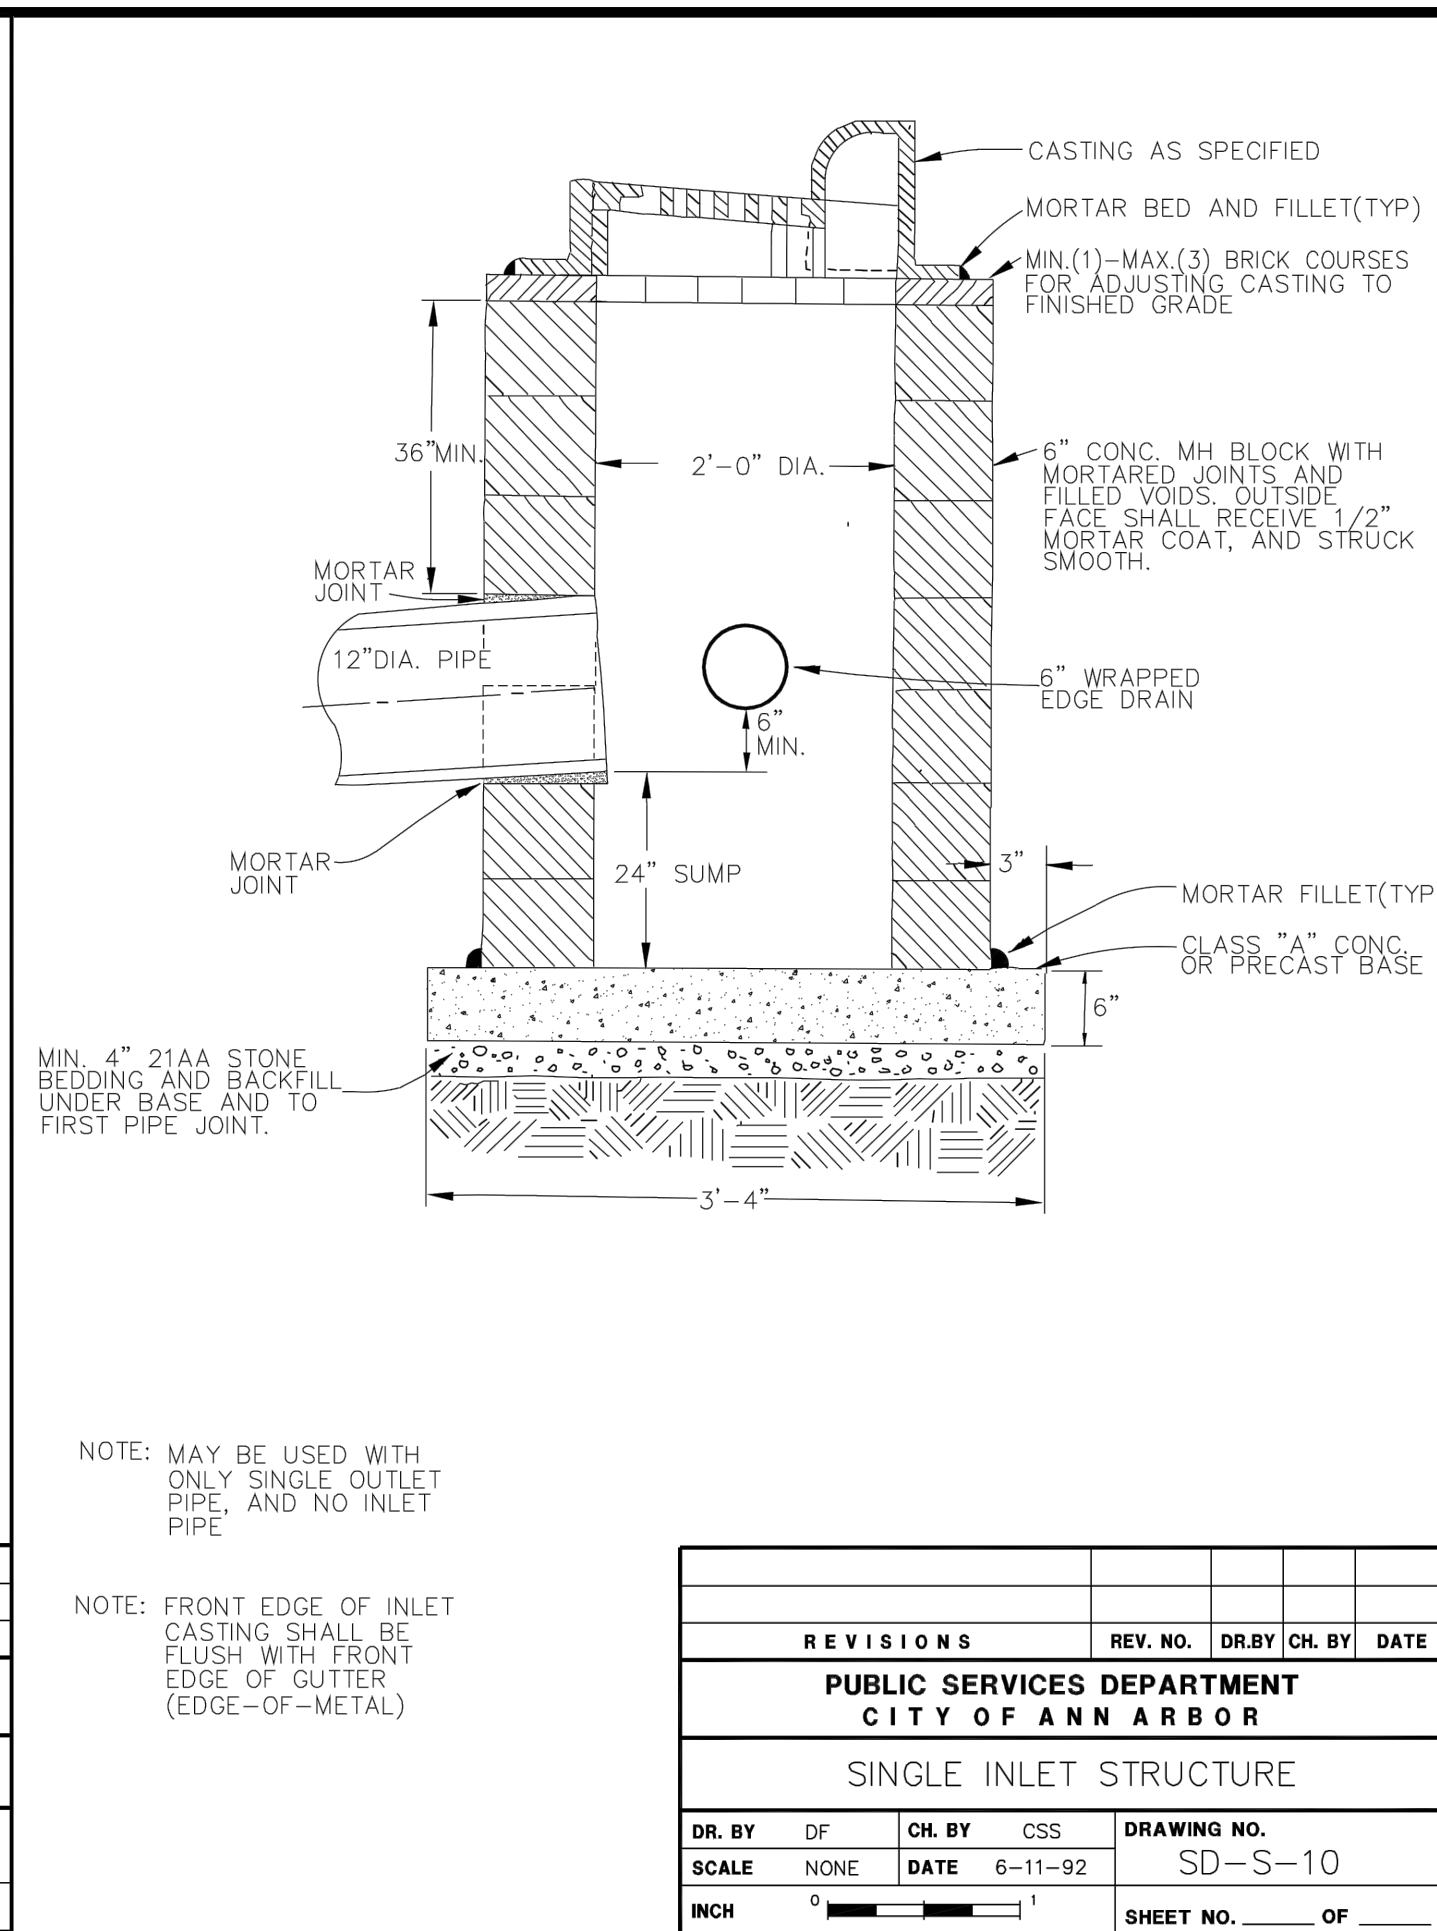 CASTING AS SPECIFIED
MORTAR BED AND FILLET(TYP)
MIN.(1)-MAX.(3) BRICK COURSES
FOR ADJUSTING CASTING TO
FINISHED GRADE
36"MIN.
2'-0" DIA.
6" CONC. MH BLOCK WITH
MORTARED JOINTS AND
FILLED VOIDS. OUTSIDE
FACE SHALL RECEIVE 1/2"
MORTAR COAT, AND STRUCK
SMOOTH.
MORTAR
JOINT
12"DIA. PIPE
6" WRAPPED
EDGE DRAIN
6"
MIN.
MORTAR
JOINT
24" SUMP
3"
MORTAR FILLET(TYP
CLASS "A" CONC.
OR PRECAST BASE
6"
MIN. 4" 21AA STONE
BEDDING AND BACKFILL
UNDER BASE AND TO
FIRST PIPE JOINT.
3'-4"
NOTE: MAY BE USED WITH
ONLY SINGLE OUTLET
PIPE, AND NO INLET
PIPE
NOTE: FRONT EDGE OF INLET
CASTING SHALL BE
FLUSH WITH FRONT
EDGE OF GUTTER
(EDGE-OF-METAL)
REVISIONS REV. NO. DR.BY CH. BY DATE
PUBLIC SERVICES DEPARTMENT
CITY OF ANN ARBOR
SINGLE INLET STRUCTURE
DR. BY DF CH. BY CSS DRAWING NO.
SCALE NONE DATE 6-11-92 SD-S-10
INCH 0 1 SHEET NO. ______ OF ______